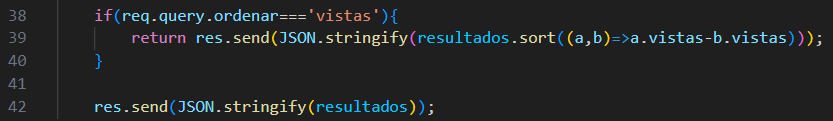 38 if(req.query.ordenar==='vistas'){
39 return res.send(JSON.stringify(resultados.sort((a,b)=>a.vistas-b.vistas)));
40 }
41
42 res.send(JSON.stringify(resultados));